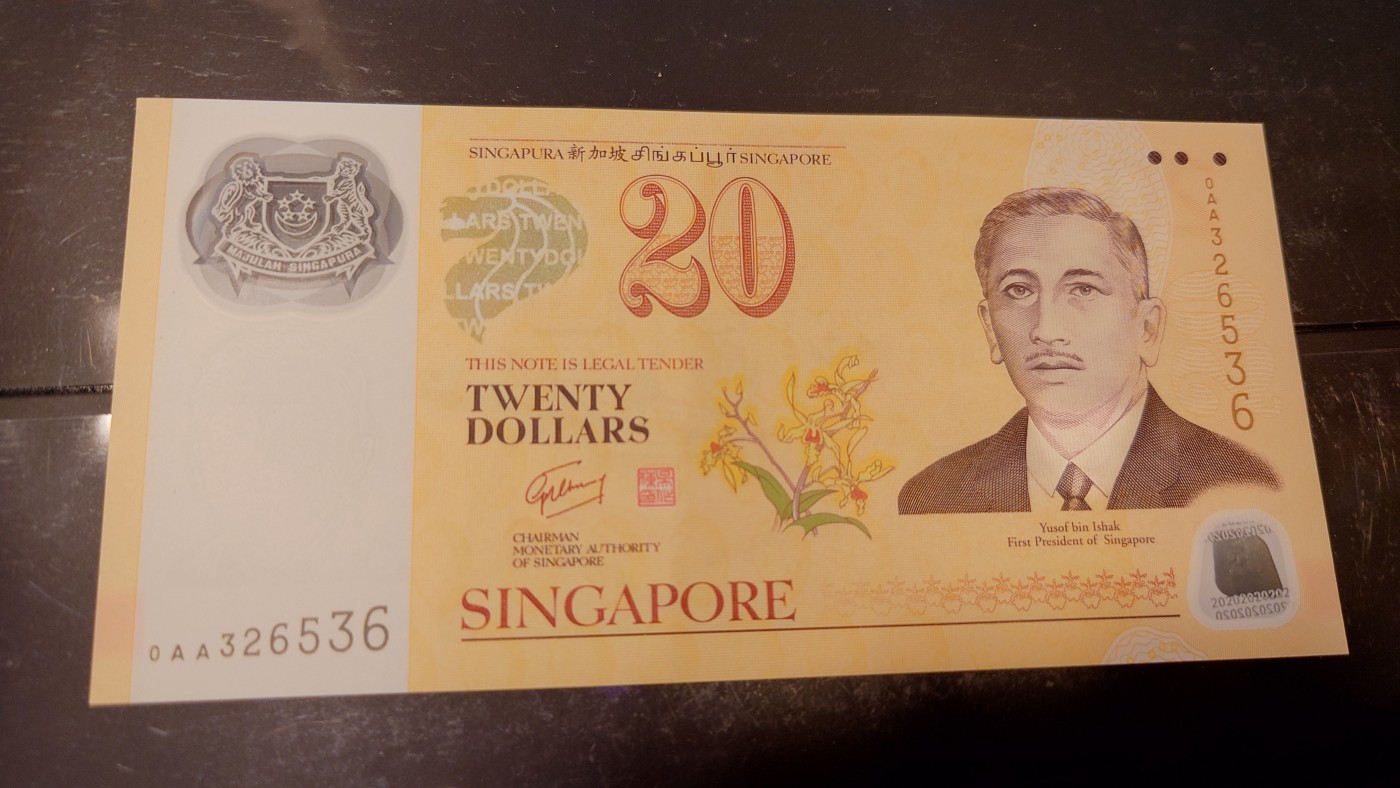 SINGAPURA 新加坡 சிங்கப்பூர் SINGAPORE
MAJULAH SINGAPURA
20
0AA326536
THIS NOTE IS LEGAL TENDER
TWENTY
DOLLARS
CHAIRMAN
MONETARY AUTHORITY
OF SINGAPORE
Yusof bin Ishak
First President of Singapore
SINGAPORE
0AA326536